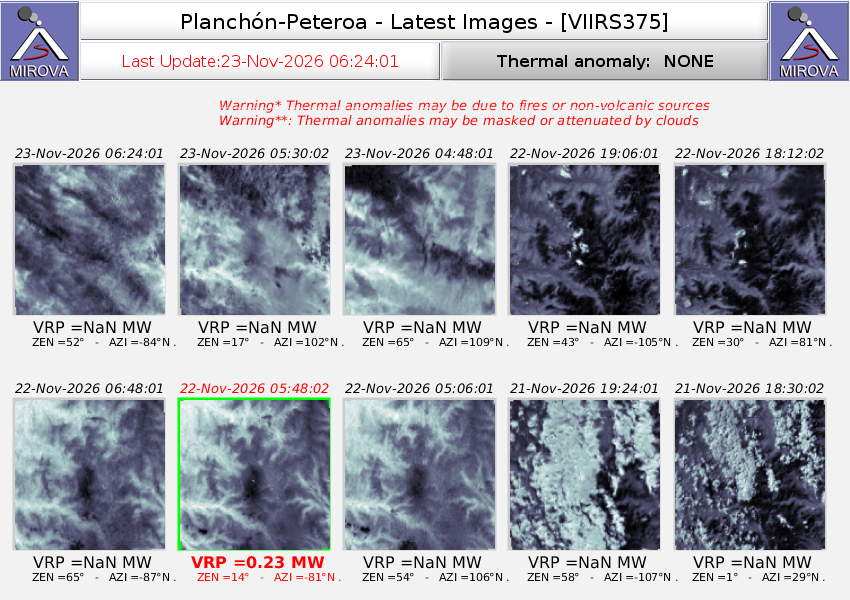 Planchón-Peteroa - Latest Images - [VIIRS375]
MIROVA
Last Update:23-Nov-2026 06:24:01
Thermal anomaly: NONE
MIROVA
Warning* Thermal anomalies may be due to fires or non-volcanic sources
Warning**: Thermal anomalies may be masked or attenuated by clouds
23-Nov-2026 06:24:01 23-Nov-2026 05:30:02 23-Nov-2026 04:48:01 22-Nov-2026 19:06:01 22-Nov-2026 18:12:02
VRP =NaN MW VRP =NaN MW VRP =NaN MW VRP =NaN MW VRP =NaN MW
ZEN =52° - AZI =-84°N . ZEN =17° - AZI =102°N . ZEN =65° - AZI =109°N . ZEN =43° - AZI =-105°N . ZEN =30° - AZI =81°N .
22-Nov-2026 06:48:01 22-Nov-2026 05:48:02 22-Nov-2026 05:06:01 21-Nov-2026 19:24:01 21-Nov-2026 18:30:02
VRP =NaN MW VRP =0.23 MW VRP =NaN MW VRP =NaN MW VRP =NaN MW
ZEN =65° - AZI =-87°N . ZEN =14° - AZI =-81°N . ZEN =54° - AZI =106°N . ZEN =58° - AZI =-107°N . ZEN =1° - AZI =29°N .